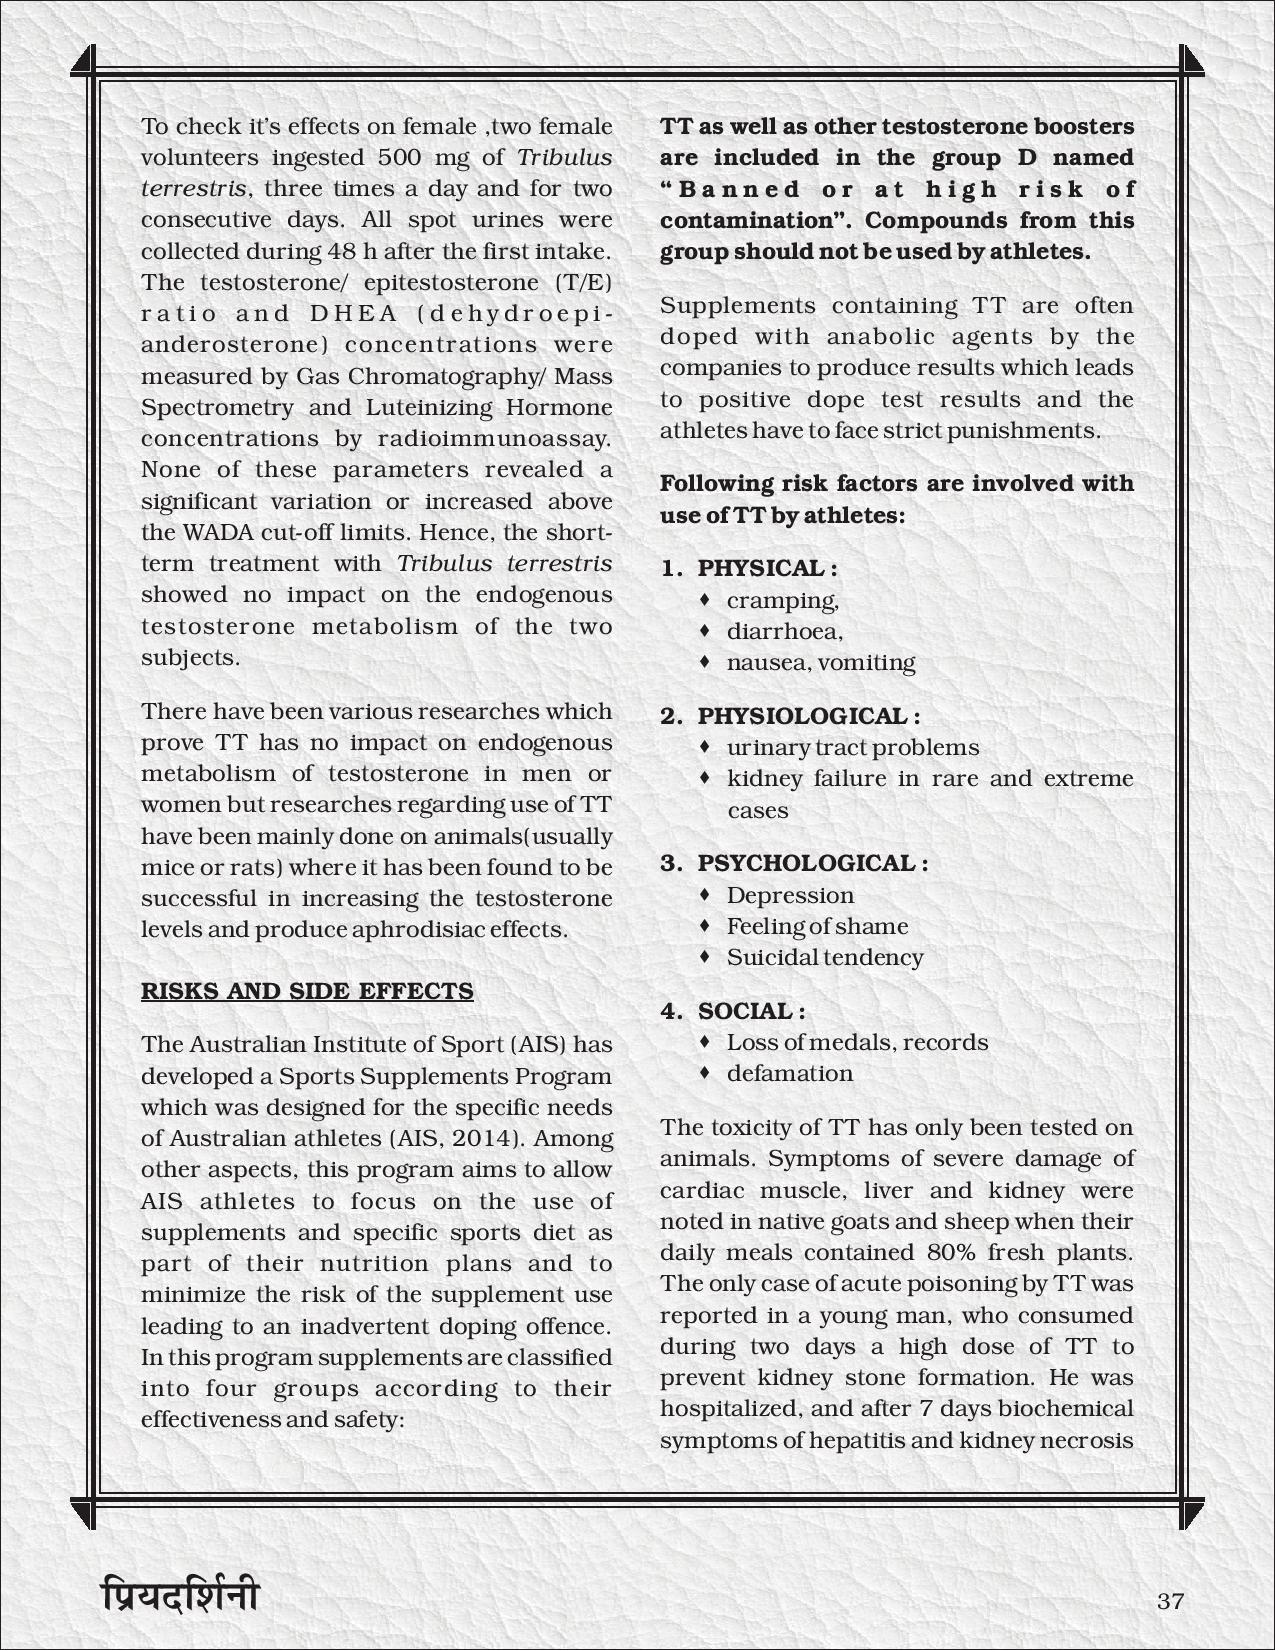 To check it's effects on female ,two female
volunteers ingested 500 mg of Tribulus
terrestris, three times a day and for two
consecutive days. All spot urines were
collected during 48 h after the first intake.
The testosterone/ epitestosterone (T/E)
ratio and DHEA (dehydroepi-
anderosterone) concentrations were
measured by Gas Chromatography/ Mass
Spectrometry and Luteinizing Hormone
concentrations by radioimmunoassay.
None of these parameters revealed a
significant variation or increased above
the WADA cut-off limits. Hence, the short-
term treatment with Tribulus terrestris
showed no impact on the endogenous
testosterone metabolism of the two
subjects.
There have been various researches which
prove TT has no impact on endogenous
metabolism of testosterone in men or
women but researches regarding use of TT
have been mainly done on animals(usually
mice or rats) where it has been found to be
successful in increasing the testosterone
levels and produce aphrodisiac effects.
RISKS AND SIDE EFFECTS
The Australian Institute of Sport (AIS) has
developed a Sports Supplements Program
which was designed for the specific needs
of Australian athletes (AIS, 2014). Among
other aspects, this program aims to allow
AIS athletes to focus on the use of
supplements and specific sports diet as
part of their nutrition plans and to
minimize the risk of the supplement use
leading to an inadvertent doping offence.
In this program supplements are classified
into four groups according to their
effectiveness and safety:
TT as well as other testosterone boosters
are included in the group D named
“Banned or at high risk of
contamination”. Compounds from this
group should not be used by athletes.
Supplements containing TT are often
doped with anabolic agents by the
companies to produce results which leads
to positive dope test results and the
athletes have to face strict punishments.
Following risk factors are involved with
use of TT by athletes:
1. PHYSICAL :
♦ cramping,
♦ diarrhoea,
♦ nausea, vomiting
2. PHYSIOLOGICAL :
♦ urinary tract problems
♦ kidney failure in rare and extreme
cases
3. PSYCHOLOGICAL :
♦ Depression
♦ Feeling of shame
♦ Suicidal tendency
4. SOCIAL :
♦ Loss of medals, records
♦ defamation
The toxicity of TT has only been tested on
animals. Symptoms of severe damage of
cardiac muscle, liver and kidney were
noted in native goats and sheep when their
daily meals contained 80% fresh plants.
The only case of acute poisoning by TT was
reported in a young man, who consumed
during two days a high dose of TT to
prevent kidney stone formation. He was
hospitalized, and after 7 days biochemical
symptoms of hepatitis and kidney necrosis
प्रियदर्शिनी
37